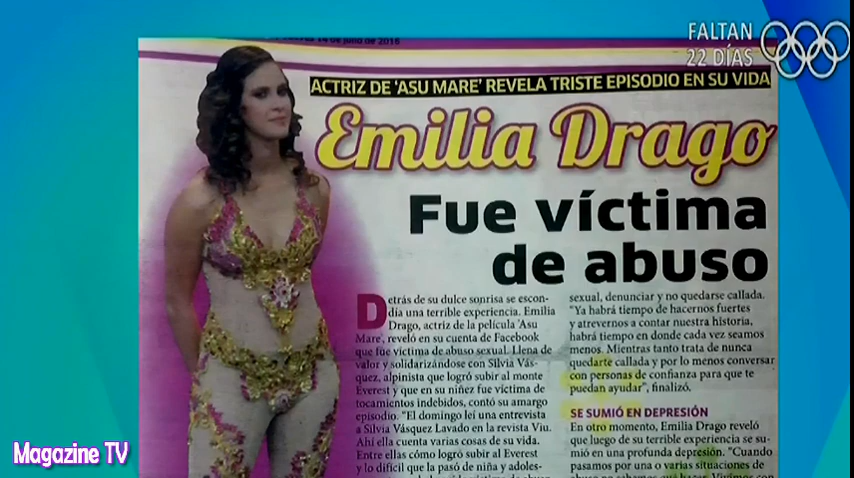 FALTAN
22 DÍAS
14 de julio de 2016
ACTRIZ DE 'ASU MARE' REVELA TRISTE EPISODIO EN SU VIDA
Emilia Drago
Fue víctima
de abuso
Detrás de su dulce sonrisa se escon-
día una terrible experiencia. Emilia
Drago, actriz de la película 'Asu
Mare', reveló en su cuenta de Facebook
que fue víctima de abuso sexual. Llena de
valor y solidarizándose con Silvia Vás-
quez, alpinista que logró subir al monte
Everest y que en su niñez fue víctima de
tocamientos indebidos, contó su amargo
episodio. "El domingo leí una entrevista
a Silvia Vásquez Lavado en la revista Viu.
Ahí ella cuenta varias cosas de su vida.
Entre ellas cómo logró subir al Everest
y lo difícil que la pasó de niña y adoles-
sexual, denunciar y no quedarse callada.
"Ya habrá tiempo de hacernos fuertes
y atrevernos a contar nuestra historia,
habrá tiempo en donde cada vez seamos
menos. Mientras tanto trata de nunca
quedarte callada y por lo menos conversar
con personas de confianza para que te
puedan ayudar", finalizó.
SE SUMIÓ EN DEPRESIÓN
En otro momento, Emilia Drago reveló
que luego de su terrible experiencia se su-
mió en una profunda depresión. "Cuando
pasamos por una o varias situaciones de
Magazine TV